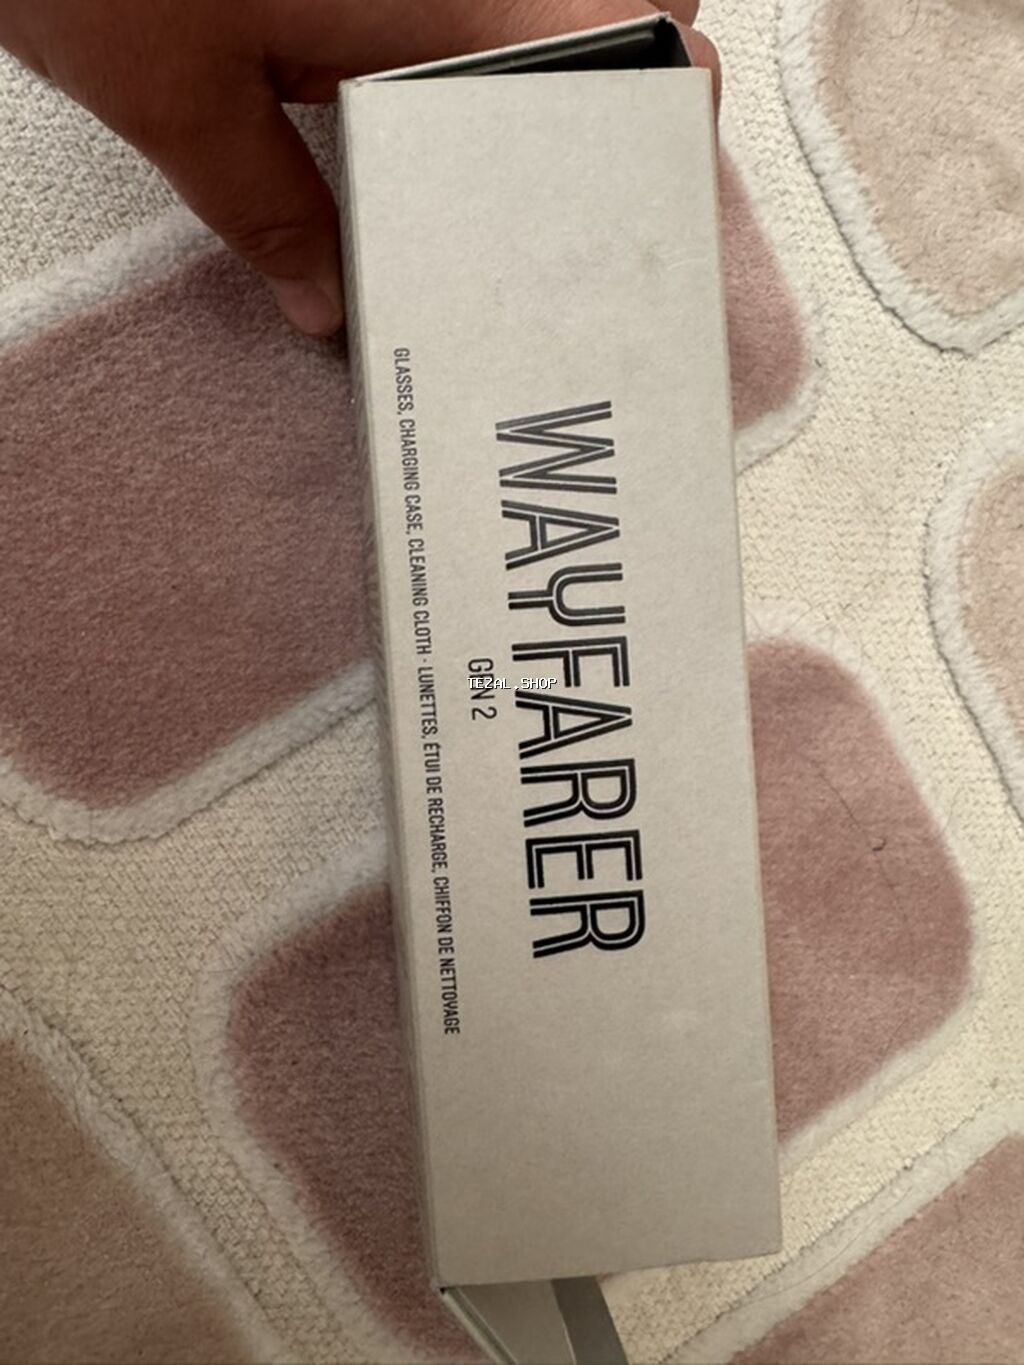 WAYFARER
GEN 2
GLASSES, CHARGING CASE, CLEANING CLOTH · LUNETTES, ÉTUI DE RECHARGE, CHIFFON DE NETTOYAGE
TEZAL.SHOP